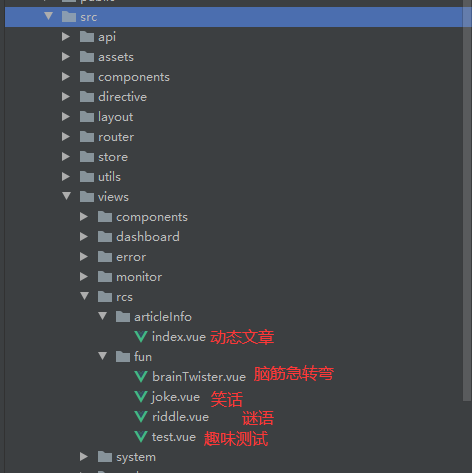 public
src
api
assets
components
directive
layout
router
store
utils
views
components
dashboard
error
monitor
rcs
articleInfo
index.vue 动态文章
fun
brainTwister.vue 脑筋急转弯
joke.vue 笑话
riddle.vue 谜语
test.vue 趣味测试
system